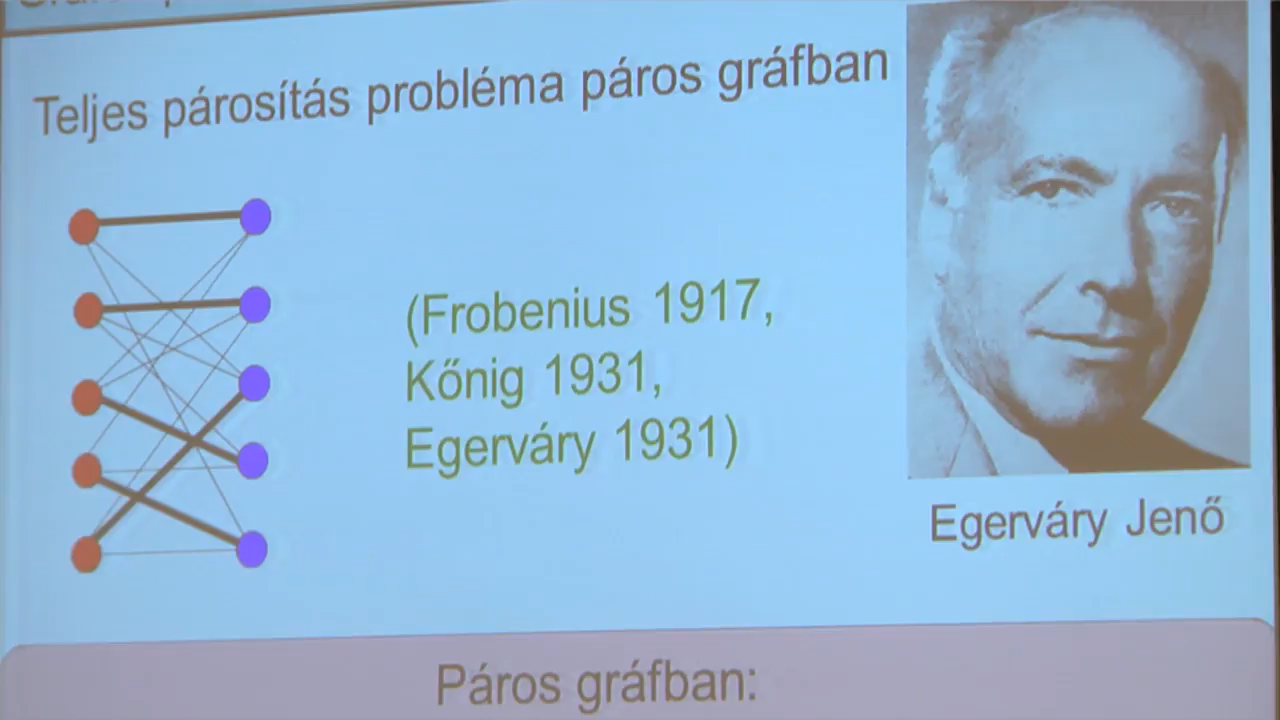 Teljes párosítás probléma páros gráfban
(Frobenius 1917,
Kőnig 1931,
Egerváry 1931)
Egerváry Jenő
Páros gráfban: